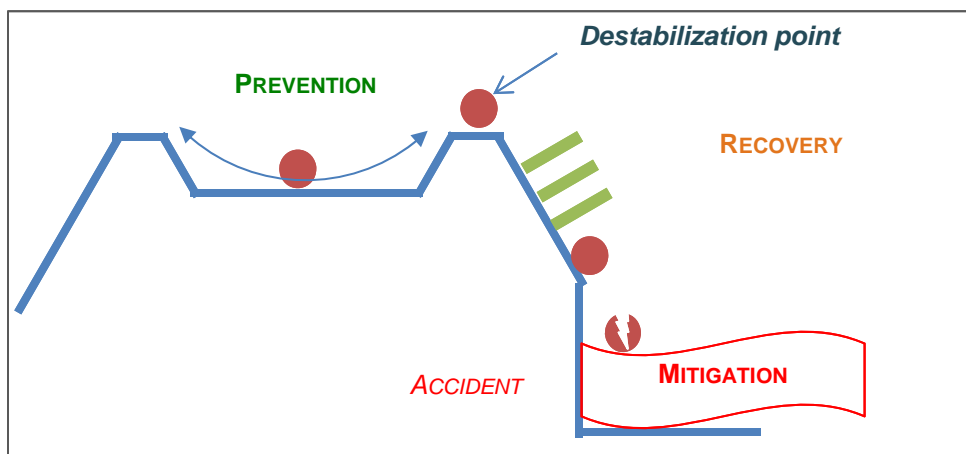 Destabilization point
PREVENTION
RECOVERY
MITIGATION
ACCIDENT